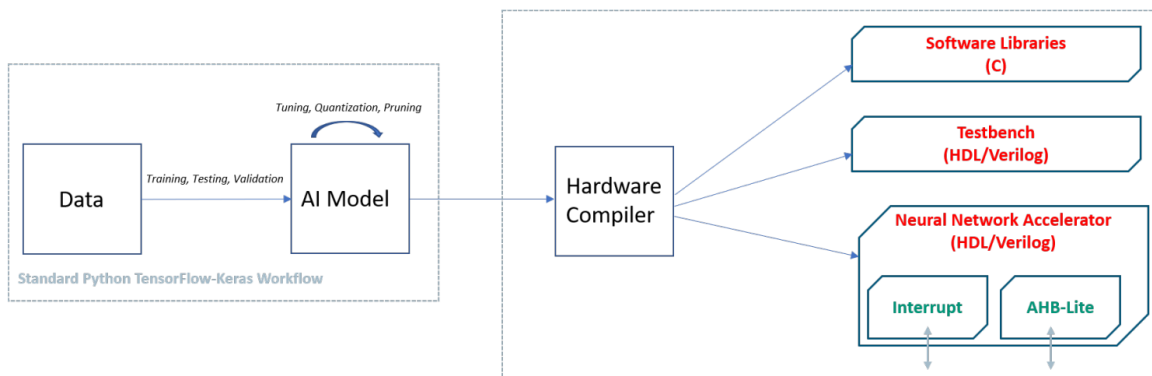 Tuning, Quantization, Pruning
Data
Training, Testing, Validation
AI Model
Standard Python TensorFlow-Keras Workflow
Hardware
Compiler
Software Libraries
(C)
Testbench
(HDL/Verilog)
Neural Network Accelerator
(HDL/Verilog)
Interrupt
AHB-Lite